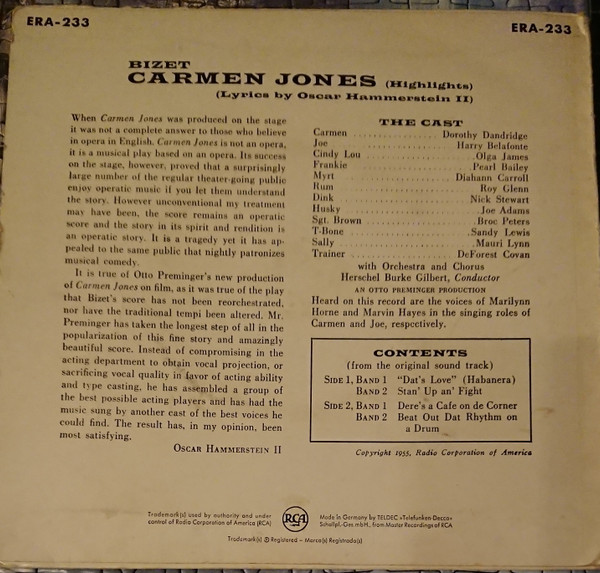 ERA-233
ERA-233
BIZET
CARMEN JONES (Highlights)
(Lyrics by Oscar Hammerstein II)
When Carmen Jones was produced on the stage
it was not a complete answer to those who believe
in opera in English. Carmen Jones is not an opera,
it is a musical play based on an opera. Its success
on the stage, however, proved that a surprisingly
large number of the regular theater-going public
enjoy operatic music if you let them understand
the story. However unconventional my treatment
may have been, the score remains an operatic
score and the story in its spirit and rendition is
an operatic story. It is a tragedy yet it has ap-
pealed to the same public that nightly patronizes
musical comedy.
It is true of Otto Preminger's new production
of Carmen Jones on film, as it was true of the play
that Bizet's score has not been reorchestrated,
nor have the traditional tempi been altered. Mr.
Preminger has taken the longest step of all in the
popularization of this fine story and amazingly
beautiful score. Instead of compromising in the
acting department to obtain vocal projection, or
sacrificing vocal quality in favor of acting ability
and type casting, he has assembled a group of
the best possible acting players and has had the
music sung by another cast of the best voices he
could find. The result has, in my opinion, been
most satisfying.
OSCAR HAMMERSTEIN II
THE CAST
Carmen .................. Dorothy Dandridge
Joe .................. Harry Belafonte
Cindy Lou .................. Olga James
Frankie .................. Pearl Bailey
Myrt .................. Diahann Carroll
Rum .................. Roy Glenn
Dink .................. Nick Stewart
Husky .................. Joe Adams
Sgt. Brown .................. Broc Peters
T-Bone .................. Sandy Lewis
Sally .................. Mauri Lynn
Trainer .................. DeForest Covan
with Orchestra and Chorus
Herschel Burke Gilbert, Conductor
AN OTTO PREMINGER PRODUCTION
Heard on this record are the voices of Marilynn
Horne and Marvin Hayes in the singing roles of
Carmen and Joe, respectively.
CONTENTS
(from the original sound track)
SIDE 1, BAND 1 "Dat's Love" (Habanera)
BAND 2 Stan' Up an' Fight
SIDE 2, BAND 1 Dere's a Cafe on de Corner
BAND 2 Beat Out Dat Rhythm on
a Drum
Copyright 1955, Radio Corporation of America
Trademark(s) used by authority and under
control of Radio Corporation of America (RCA)
RCA
Made in Germany by TELDEC »Telefunken-Decca«
Schallpl.-Ges.mbH., from Master Recordings of RCA
Trademark(s) ® Registered – Marca(s) Registrada(s)